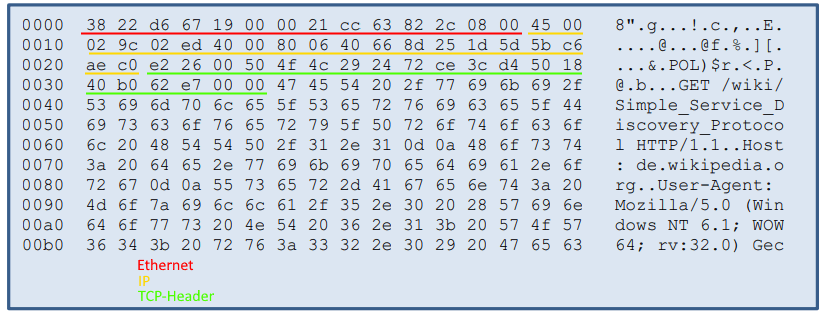 0000 38 22 d6 67 19 00 00 21 cc 63 82 2c 08 00 45 00 8".g...!.c.,..E.
0010 02 9c 02 ed 40 00 80 06 40 66 8d 25 1d 5d 5b c6 ....@...@f.%.][.
0020 ae c0 e2 26 00 50 4f 4c 29 24 72 ce 3c d4 50 18 ...&.POL)$r.<.P.
0030 40 b0 62 e7 00 00 47 45 54 20 2f 77 69 6b 69 2f @.b...GET /wiki/
0040 53 69 6d 70 6c 65 5f 53 65 72 76 69 63 65 5f 44 Simple_Service_D
0050 69 73 63 6f 76 65 72 79 5f 50 72 6f 74 6f 63 6f iscovery_Protoco
0060 6c 20 48 54 54 50 2f 31 2e 31 0d 0a 48 6f 73 74 l HTTP/1.1..Host
0070 3a 20 64 65 2e 77 69 6b 69 70 65 64 69 61 2e 6f : de.wikipedia.o
0080 72 67 0d 0a 55 73 65 72 2d 41 67 65 6e 74 3a 20 rg..User-Agent:
0090 4d 6f 7a 69 6c 6c 61 2f 35 2e 30 20 28 57 69 6e Mozilla/5.0 (Win
00a0 64 6f 77 73 20 4e 54 20 36 2e 31 3b 20 57 4f 57 dows NT 6.1; WOW
00b0 36 34 3b 20 72 76 3a 33 32 2e 30 29 20 47 65 63 64; rv:32.0) Gec
Ethernet
IP
TCP-Header